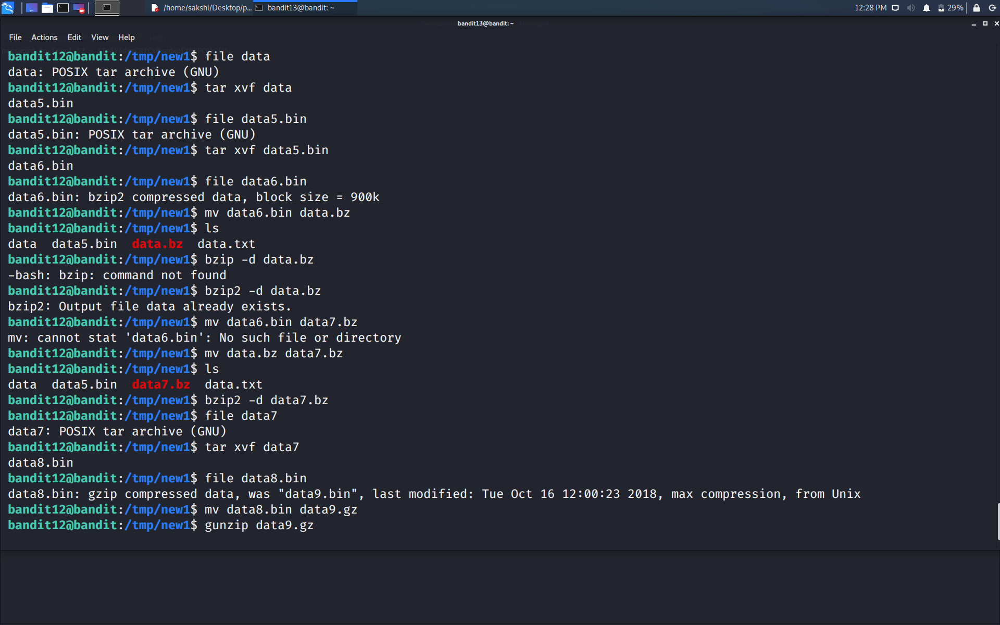 /home/sakshi/Desktop/p... bandit13@bandit: ~ 12:28 PM 29%
bandit13@bandit: ~
File Actions Edit View Help
bandit12@bandit:/tmp/new1$ file data
data: POSIX tar archive (GNU)
bandit12@bandit:/tmp/new1$ tar xvf data
data5.bin
bandit12@bandit:/tmp/new1$ file data5.bin
data5.bin: POSIX tar archive (GNU)
bandit12@bandit:/tmp/new1$ tar xvf data5.bin
data6.bin
bandit12@bandit:/tmp/new1$ file data6.bin
data6.bin: bzip2 compressed data, block size = 900k
bandit12@bandit:/tmp/new1$ mv data6.bin data.bz
bandit12@bandit:/tmp/new1$ ls
data  data5.bin  data.bz  data.txt
bandit12@bandit:/tmp/new1$ bzip -d data.bz
-bash: bzip: command not found
bandit12@bandit:/tmp/new1$ bzip2 -d data.bz
bzip2: Output file data already exists.
bandit12@bandit:/tmp/new1$ mv data6.bin data7.bz
mv: cannot stat 'data6.bin': No such file or directory
bandit12@bandit:/tmp/new1$ mv data.bz data7.bz
bandit12@bandit:/tmp/new1$ ls
data  data5.bin  data7.bz  data.txt
bandit12@bandit:/tmp/new1$ bzip2 -d data7.bz
bandit12@bandit:/tmp/new1$ file data7
data7: POSIX tar archive (GNU)
bandit12@bandit:/tmp/new1$ tar xvf data7
data8.bin
bandit12@bandit:/tmp/new1$ file data8.bin
data8.bin: gzip compressed data, was "data9.bin", last modified: Tue Oct 16 12:00:23 2018, max compression, from Unix
bandit12@bandit:/tmp/new1$ mv data8.bin data9.gz
bandit12@bandit:/tmp/new1$ gunzip data9.gz